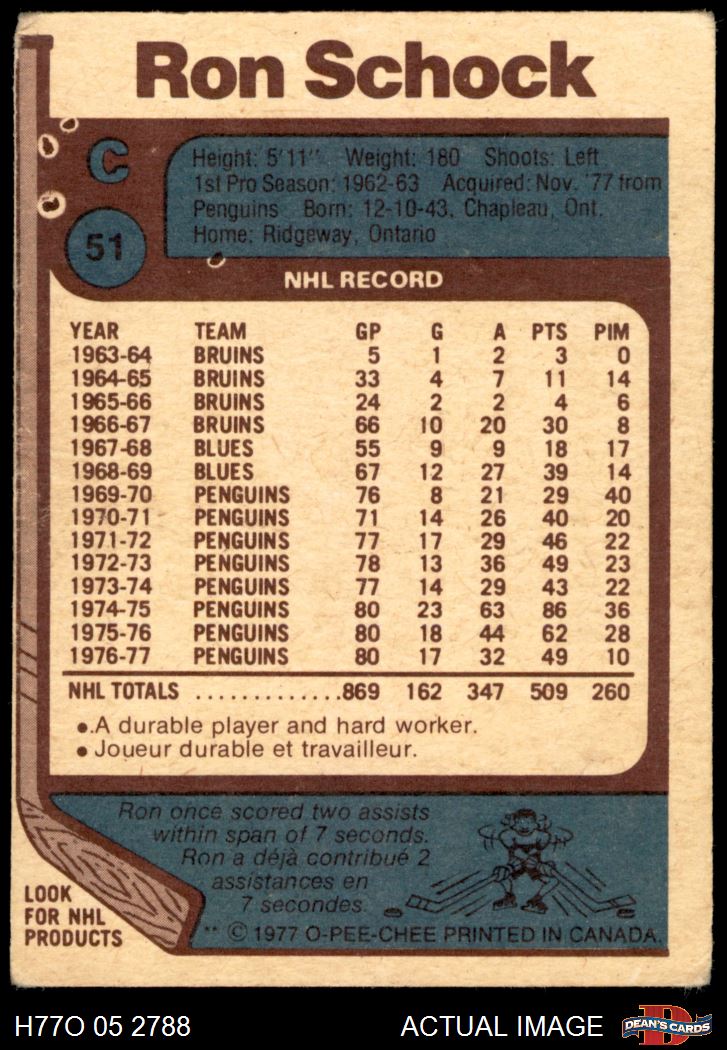 Ron Schock
C
Height: 5'11" Weight: 180 Shoots: Left
1st Pro Season: 1962-63 Acquired: Nov. '77 from
Penguins Born: 12-10-43, Chapleau, Ont.
Home: Ridgeway, Ontario
51
NHL RECORD
YEAR TEAM GP G A PTS PIM
1963-64 BRUINS 5 1 2 3 0
1964-65 BRUINS 33 4 7 11 14
1965-66 BRUINS 24 2 2 4 6
1966-67 BRUINS 66 10 20 30 8
1967-68 BLUES 55 9 9 18 17
1968-69 BLUES 67 12 27 39 14
1969-70 PENGUINS 76 8 21 29 40
1970-71 PENGUINS 71 14 26 40 20
1971-72 PENGUINS 77 17 29 46 22
1972-73 PENGUINS 78 13 36 49 23
1973-74 PENGUINS 77 14 29 43 22
1974-75 PENGUINS 80 23 63 86 36
1975-76 PENGUINS 80 18 44 62 28
1976-77 PENGUINS 80 17 32 49 10
NHL TOTALS ..............869 162 347 509 260
•.A durable player and hard worker.
• Joueur durable et travailleur.
Ron once scored two assists
within span of 7 seconds.
Ron a déjà contribué 2
assistances en
7 secondes.
LOOK
FOR NHL
PRODUCTS
** © 1977 O-PEE-CHEE PRINTED IN CANADA.
H77O 05 2788 ACTUAL IMAGE
D
DEAN'S CARDS